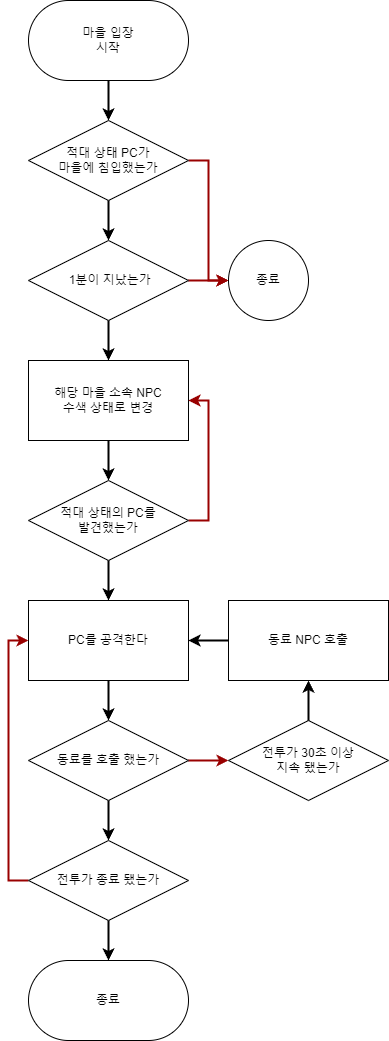 마을 입장
시작
적대 상태 PC가
마을에 침입했는가
1분이 지났는가
종료
해당 마을 소속 NPC
수색 상태로 변경
적대 상태의 PC를
발견했는가
PC를 공격한다
동료 NPC 호출
동료를 호출 했는가
전투가 30초 이상
지속 됐는가
전투가 종료 됐는가
종료